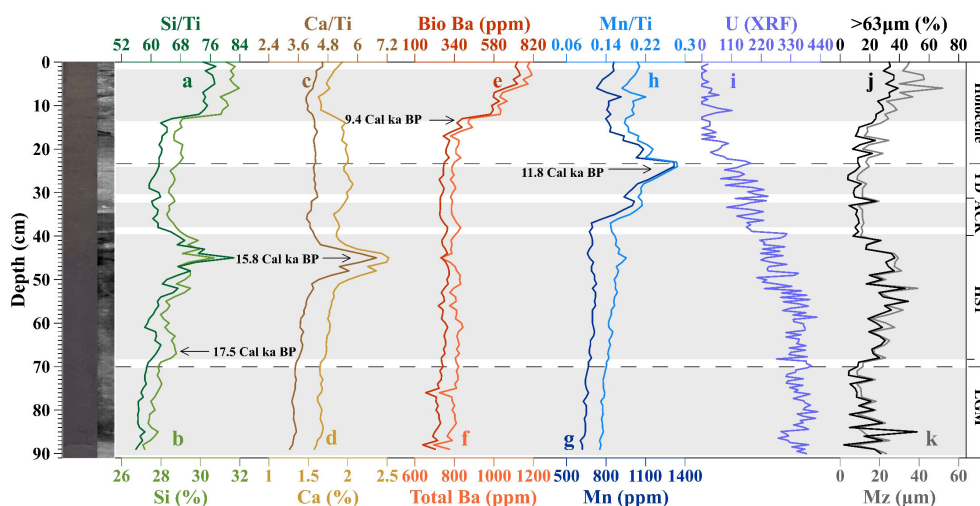 Si/Ti Ca/Ti Bio Ba (ppm) Mn/Ti U (XRF) >63μm (%)
52 60 68 76 84 2.4 3.6 4.8 6 7.2 100 340 580 820 0.06 0.14 0.22 0.30 0 110 220 330 440 0 20 40 60 80
0
a c e h i j
10
9.4 Cal ka BP
20
11.8 Cal ka BP
30
40
15.8 Cal ka BP
50
60
17.5 Cal ka BP
70
80
b d f g k
90
Depth (cm)
26 28 30 32 1 1.5 2 2.5 600 800 1000 1200 500 800 1100 1400 0 20 40 60
Si (%) Ca (%) Total Ba (ppm) Mn (ppm) Mz (μm)